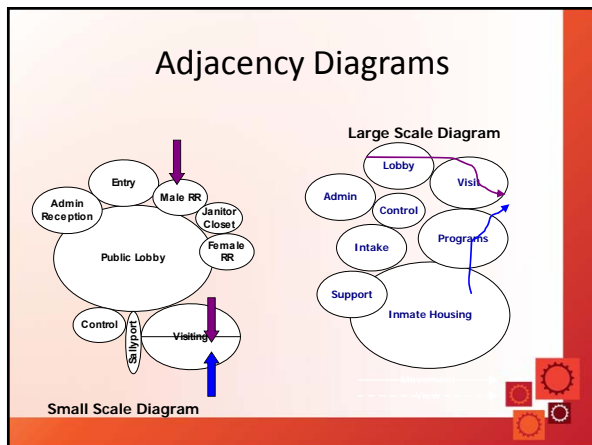 Adjacency Diagrams
Large Scale Diagram
Lobby
Visit
Admin
Control
Intake
Programs
Support
Inmate Housing
Entry
Male RR
Admin
Reception
Janitor
Closet
Female
RR
Public Lobby
Control
Sallyport
Visiting
Small Scale Diagram